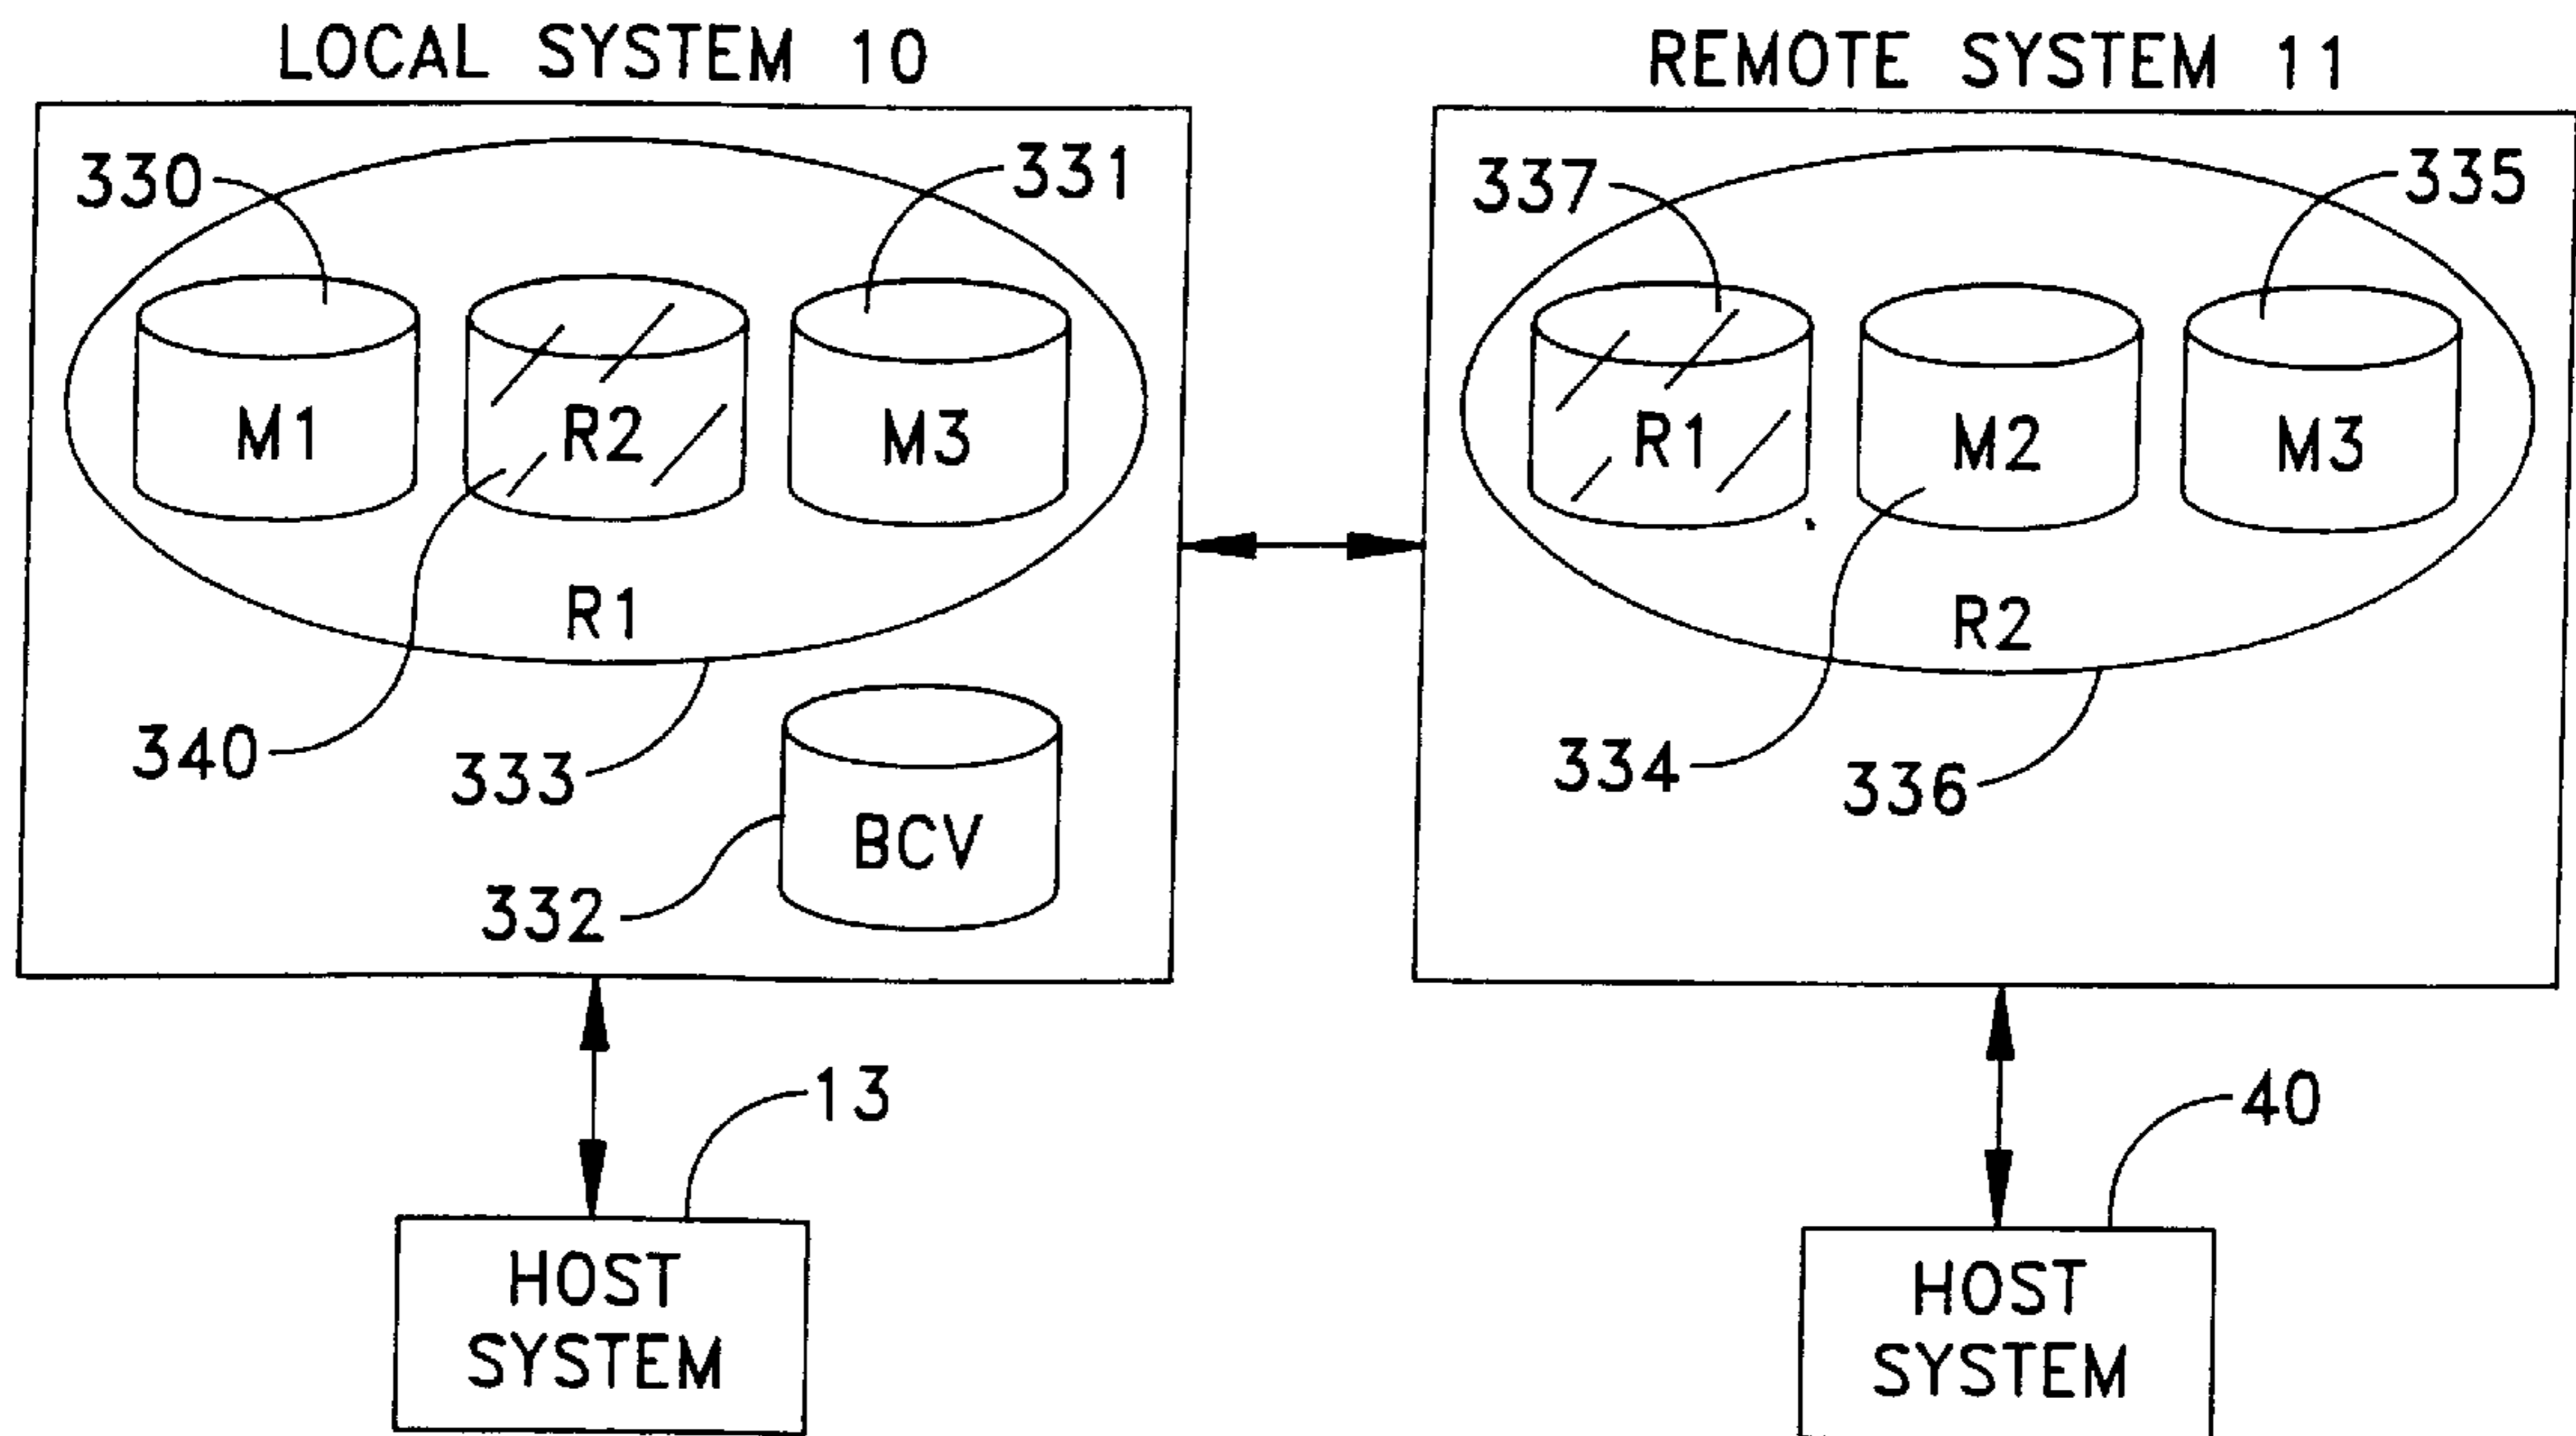 LOCAL SYSTEM 10
REMOTE SYSTEM 11
330
331
337
335
M1
R2
M3
R1
M2
M3
R1
R2
340
333
334
336
BCV
332
13
40
HOST
SYSTEM
HOST
SYSTEM